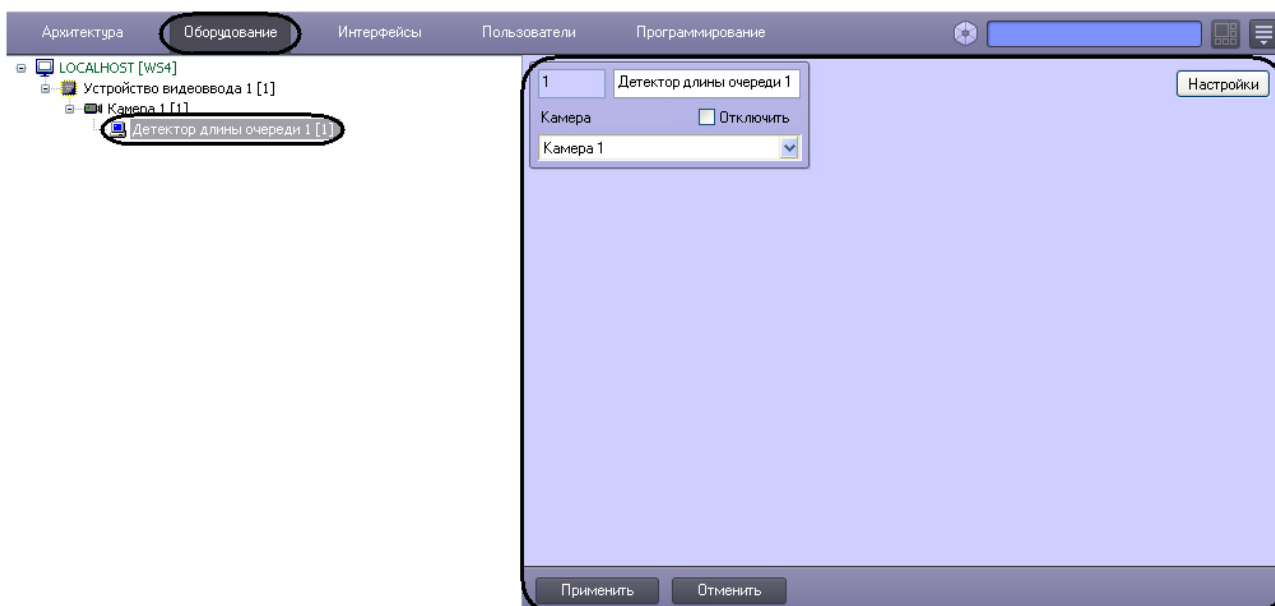 Архитектура Оборудование Интерфейсы Пользователи Программирование
LOCALHOST [WS4]
Устройство видеоввода 1 [1]
Камера 1 [1]
Детектор длины очереди 1 [1]
1 Детектор длины очереди 1 Настройки
Камера Отключить
Камера 1
Применить Отменить